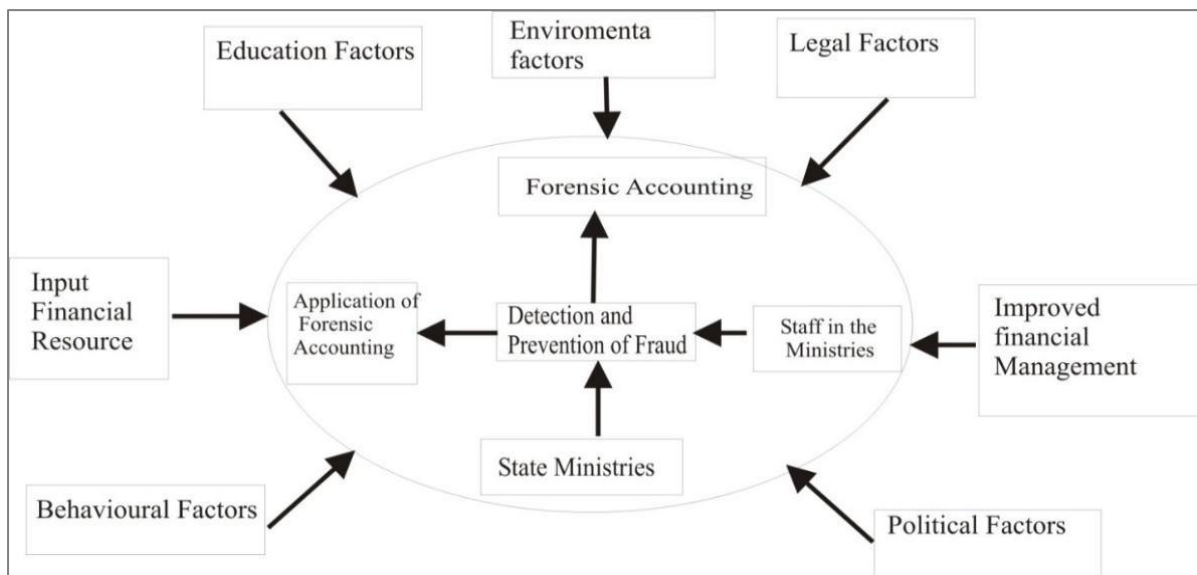 Education Factors
Enviromenta
factors
Legal Factors
Forensic Accounting
Input
Financial
Resource
Application of
Forensic
Accounting
Detection and
Prevention of Fraud
Staff in the
Ministries
Improved
financial
Management
State Ministries
Behavioural Factors
Political Factors